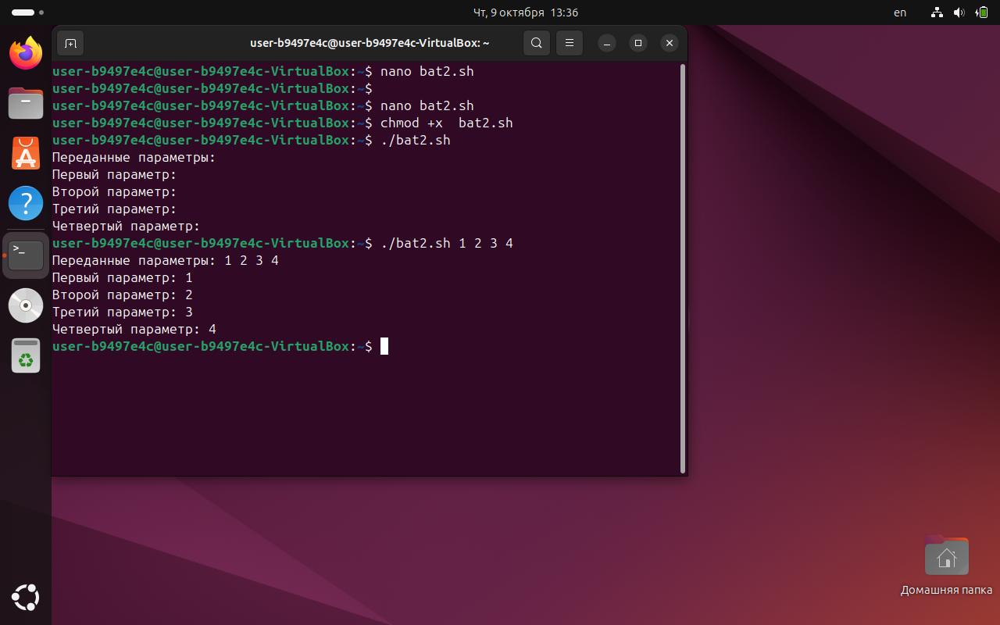 Чт, 9 октября 13:36
en
user-b9497e4c@user-b9497e4c-VirtualBox: ~
user-b9497e4c@user-b9497e4c-VirtualBox:~$ nano bat2.sh
user-b9497e4c@user-b9497e4c-VirtualBox:~$
user-b9497e4c@user-b9497e4c-VirtualBox:~$ nano bat2.sh
user-b9497e4c@user-b9497e4c-VirtualBox:~$ chmod +x  bat2.sh
user-b9497e4c@user-b9497e4c-VirtualBox:~$ ./bat2.sh
Переданные параметры:
Первый параметр:
Второй параметр:
Третий параметр:
Четвертый параметр:
user-b9497e4c@user-b9497e4c-VirtualBox:~$ ./bat2.sh 1 2 3 4
Переданные параметры: 1 2 3 4
Первый параметр: 1
Второй параметр: 2
Третий параметр: 3
Четвертый параметр: 4
user-b9497e4c@user-b9497e4c-VirtualBox:~$
Домашняя папка